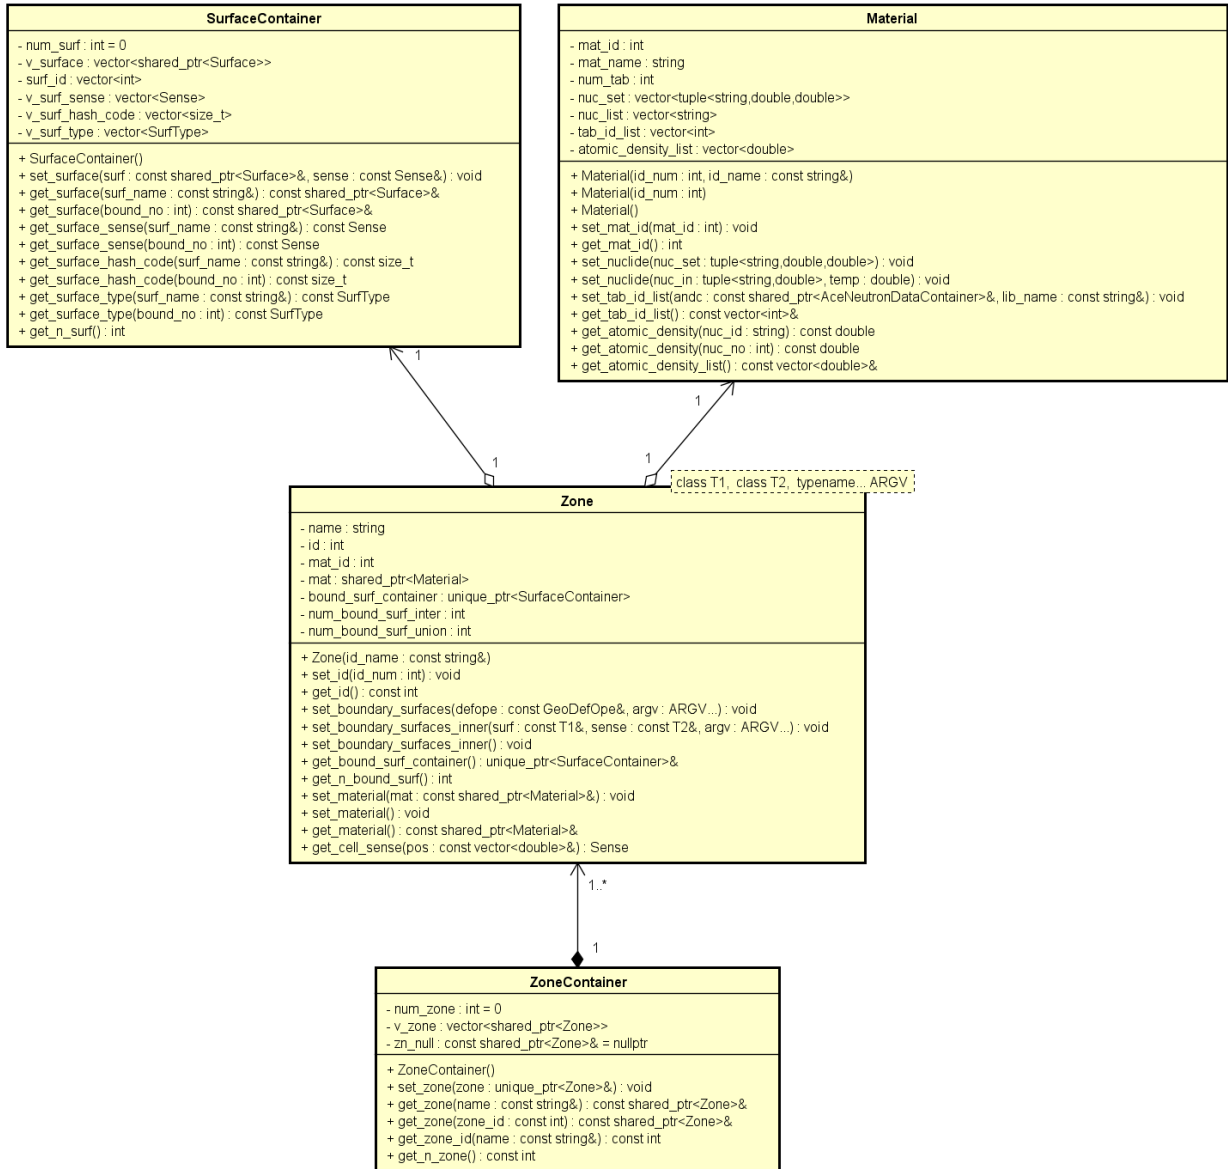 SurfaceContainer
- num_surf : int = 0
- v_surface : vector<shared_ptr<Surface>>
- surf_id : vector<int>
- v_surf_sense : vector<Sense>
- v_surf_hash_code : vector<size_t>
- v_surf_type : vector<SurfType>
+ SurfaceContainer()
+ set_surface(surf : const shared_ptr<Surface>&, sense : const Sense&) : void
+ get_surface(surf_name : const string&) : const shared_ptr<Surface>&
+ get_surface(bound_no : int) : const shared_ptr<Surface>&
+ get_surface_sense(surf_name : const string&) : const Sense
+ get_surface_sense(bound_no : int) : const Sense
+ get_surface_hash_code(surf_name : const string&) : const size_t
+ get_surface_hash_code(bound_no : int) : const size_t
+ get_surface_type(surf_name : const string&) : const SurfType
+ get_surface_type(bound_no : int) : const SurfType
+ get_n_surf() : int
Material
- mat_id : int
- mat_name : string
- num_tab : int
- nuc_set : vector<tuple<string,double,double>>
- nuc_list : vector<string>
- tab_id_list : vector<int>
- atomic_density_list : vector<double>
+ Material(id_num : int, id_name : const string&)
+ Material(id_num : int)
+ Material()
+ set_mat_id(mat_id : int) : void
+ get_mat_id() : int
+ set_nuclide(nuc_set : tuple<string,double,double>) : void
+ set_nuclide(nuc_in : tuple<string,double>, temp : double) : void
+ set_tab_id_list(andc : const shared_ptr<AceNeutronDataContainer>&, lib_name : const string&) : void
+ get_tab_id_list() : const vector<int>&
+ get_atomic_density(nuc_id : string) : const double
+ get_atomic_density(nuc_no : int) : const double
+ get_atomic_density_list() : const vector<double>&
1
1
1
1
class T1, class T2, typename... ARGV
Zone
- name : string
- id : int
- mat_id : int
- mat : shared_ptr<Material>
- bound_surf_container : unique_ptr<SurfaceContainer>
- num_bound_surf_inter : int
- num_bound_surf_union : int
+ Zone(id_name : const string&)
+ set_id(id_num : int) : void
+ get_id() : const int
+ set_boundary_surfaces(defope : const GeoDefOpe&, argv : ARGV...) : void
+ set_boundary_surfaces_inner(surf : const T1&, sense : const T2&, argv : ARGV...) : void
+ set_boundary_surfaces_inner() : void
+ get_bound_surf_container() : unique_ptr<SurfaceContainer>&
+ get_n_bound_surf() : int
+ set_material(mat : const shared_ptr<Material>&) : void
+ set_material() : void
+ get_material() : const shared_ptr<Material>&
+ get_cell_sense(pos : const vector<double>&) : Sense
1..*
1
ZoneContainer
- num_zone : int = 0
- v_zone : vector<shared_ptr<Zone>>
- zn_null : const shared_ptr<Zone>& = nullptr
+ ZoneContainer()
+ set_zone(zone : unique_ptr<Zone>&) : void
+ get_zone(name : const string&) : const shared_ptr<Zone>&
+ get_zone(zone_id : const int) : const shared_ptr<Zone>&
+ get_zone_id(name : const string&) : const int
+ get_n_zone() : const int